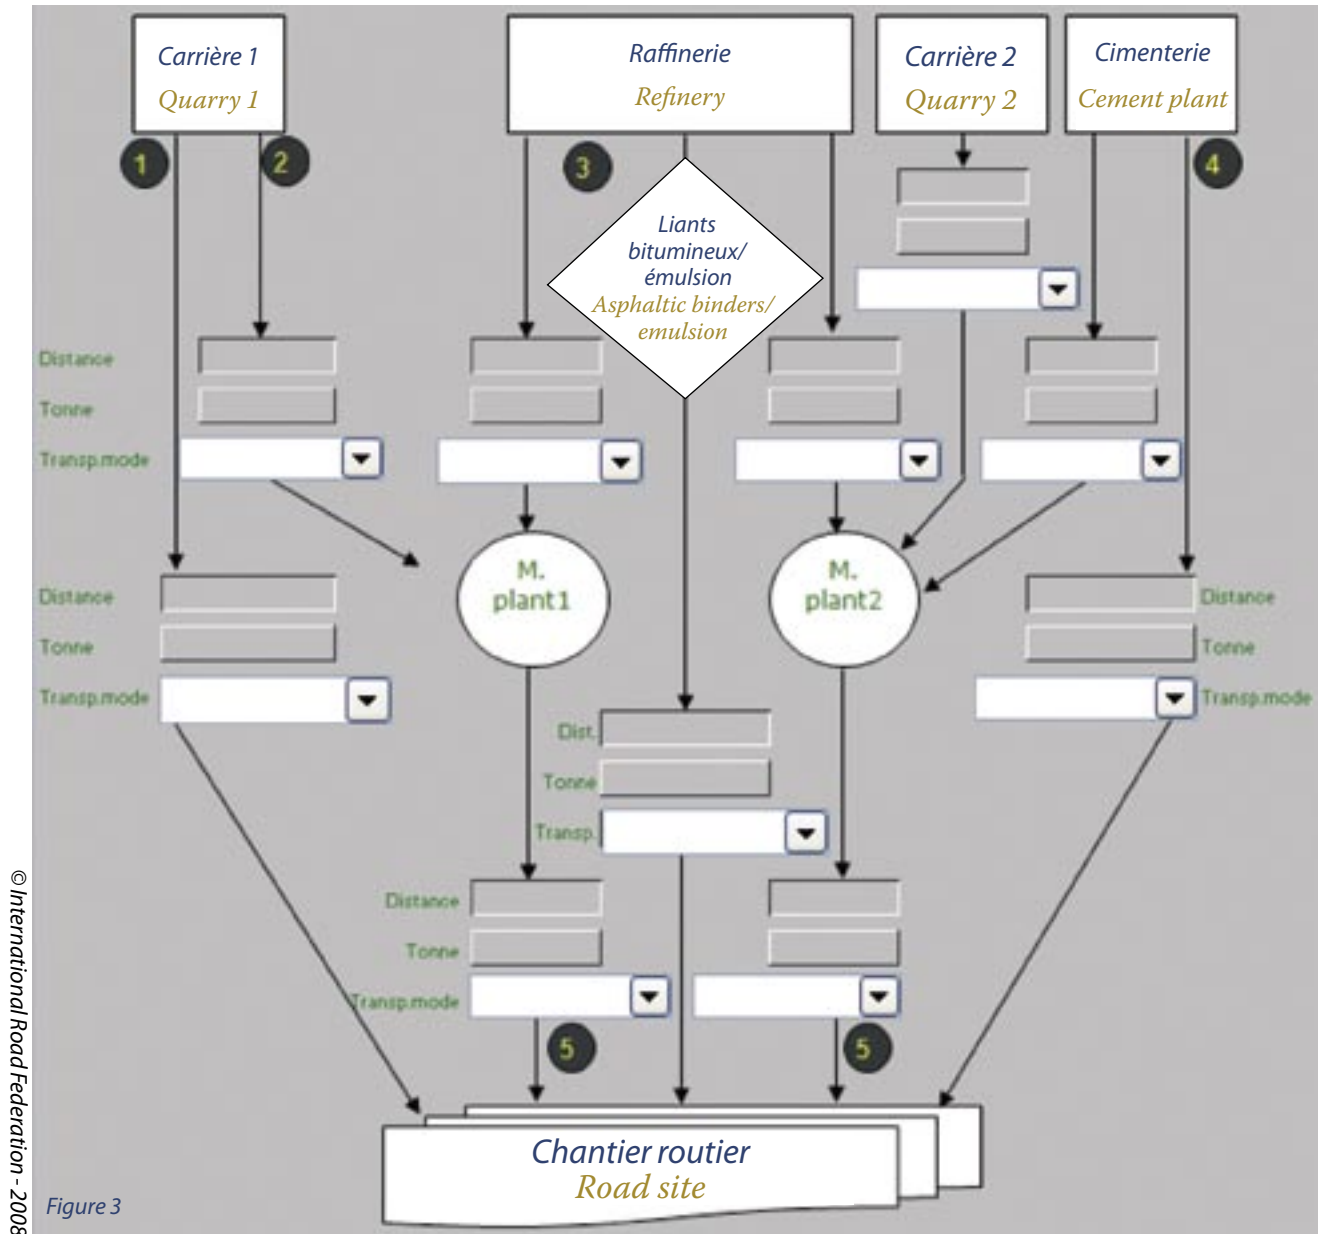 Carrière 1
Quarry 1
Raffinerie
Refinery
Carrière 2
Quarry 2
Cimenterie
Cement plant
1
2
3
4
Liants
bitumineux/
émulsion
Asphaltic binders/
emulsion
Distance
Tonne
Transp.mode
M.
plant1
M.
plant2
Distance
Tonne
Transp.mode
Distance
Tonne
Transp.mode
Dist.
Tonne
Transp.
Distance
Tonne
Transp.mode
5
5
Chantier routier
Road site
Figure 3
© International Road Federation - 2008